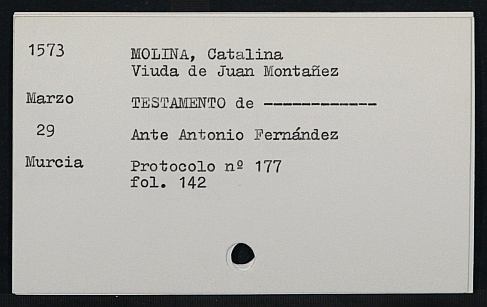 1573 MOLINA, Catalina
Viuda de Juan Montañez
Marzo TESTAMENTO de ------------
29 Ante Antonio Fernández
Murcia Protocolo nº 177
fol. 142